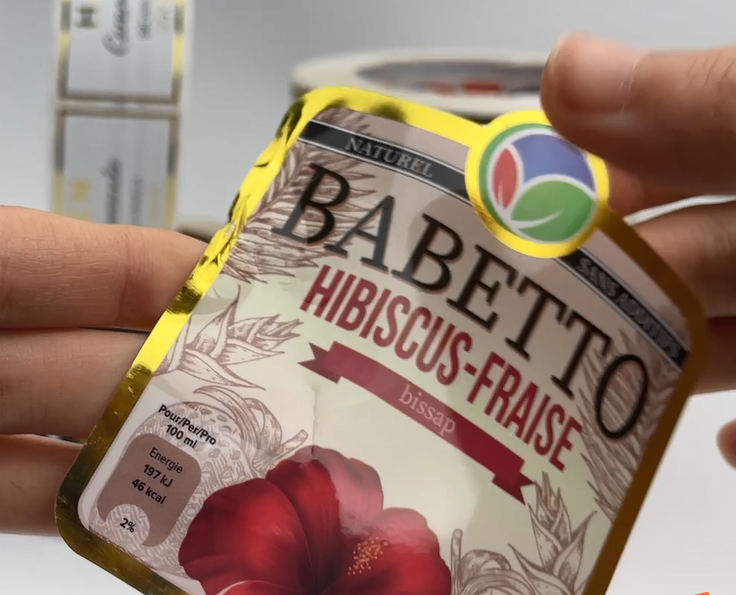 NATUREL
SANS ADDITIFS
BABETTO
HIBISCUS-FRAISE
bissap
Pour/Per/Pro
100 ml
Energie
197 kJ
46 kcal
2%